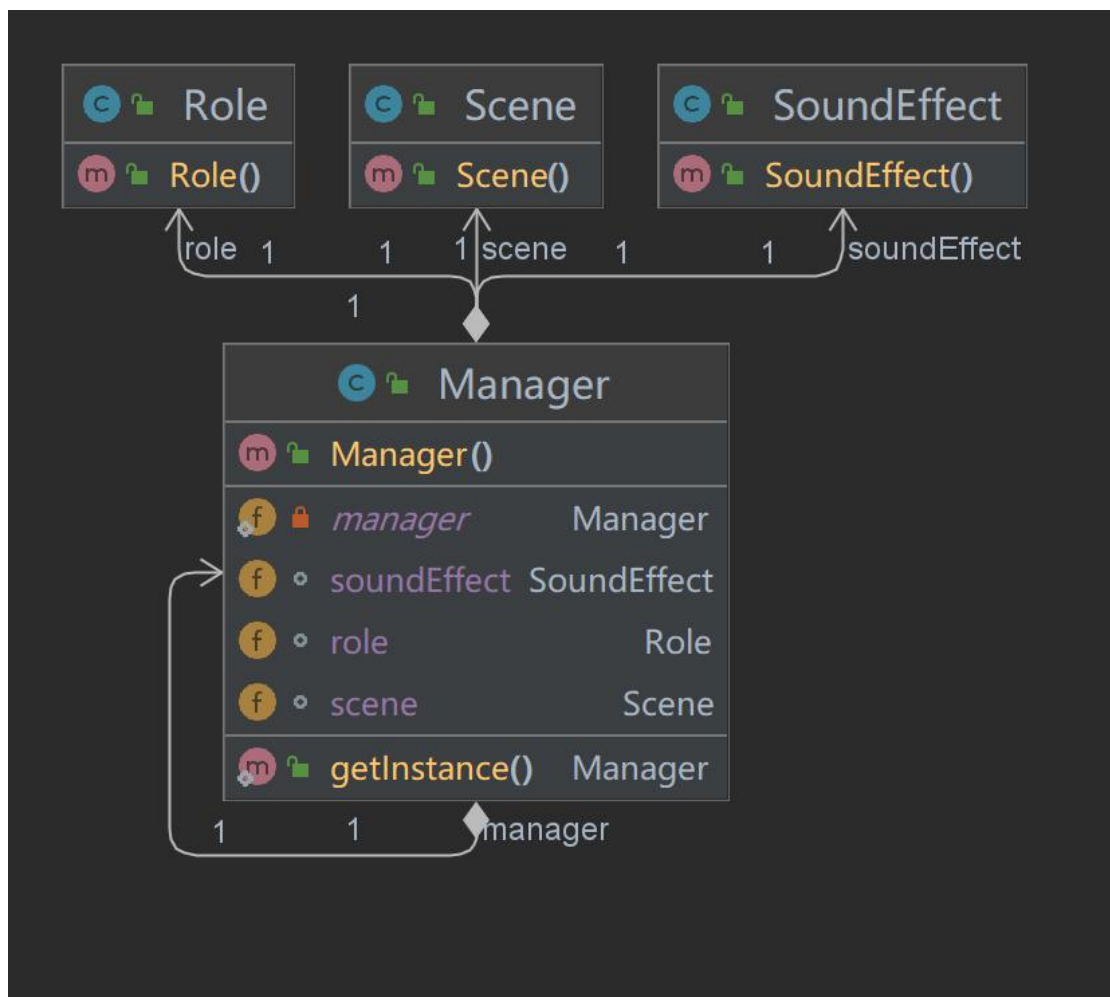 C Role
m Role()
C Scene
m Scene()
C SoundEffect
m SoundEffect()
role 1 1 1 scene 1 1 soundEffect
1
C Manager
m Manager()
f manager Manager
f soundEffect SoundEffect
f role Role
f scene Scene
m getInstance() Manager
1 1 manager